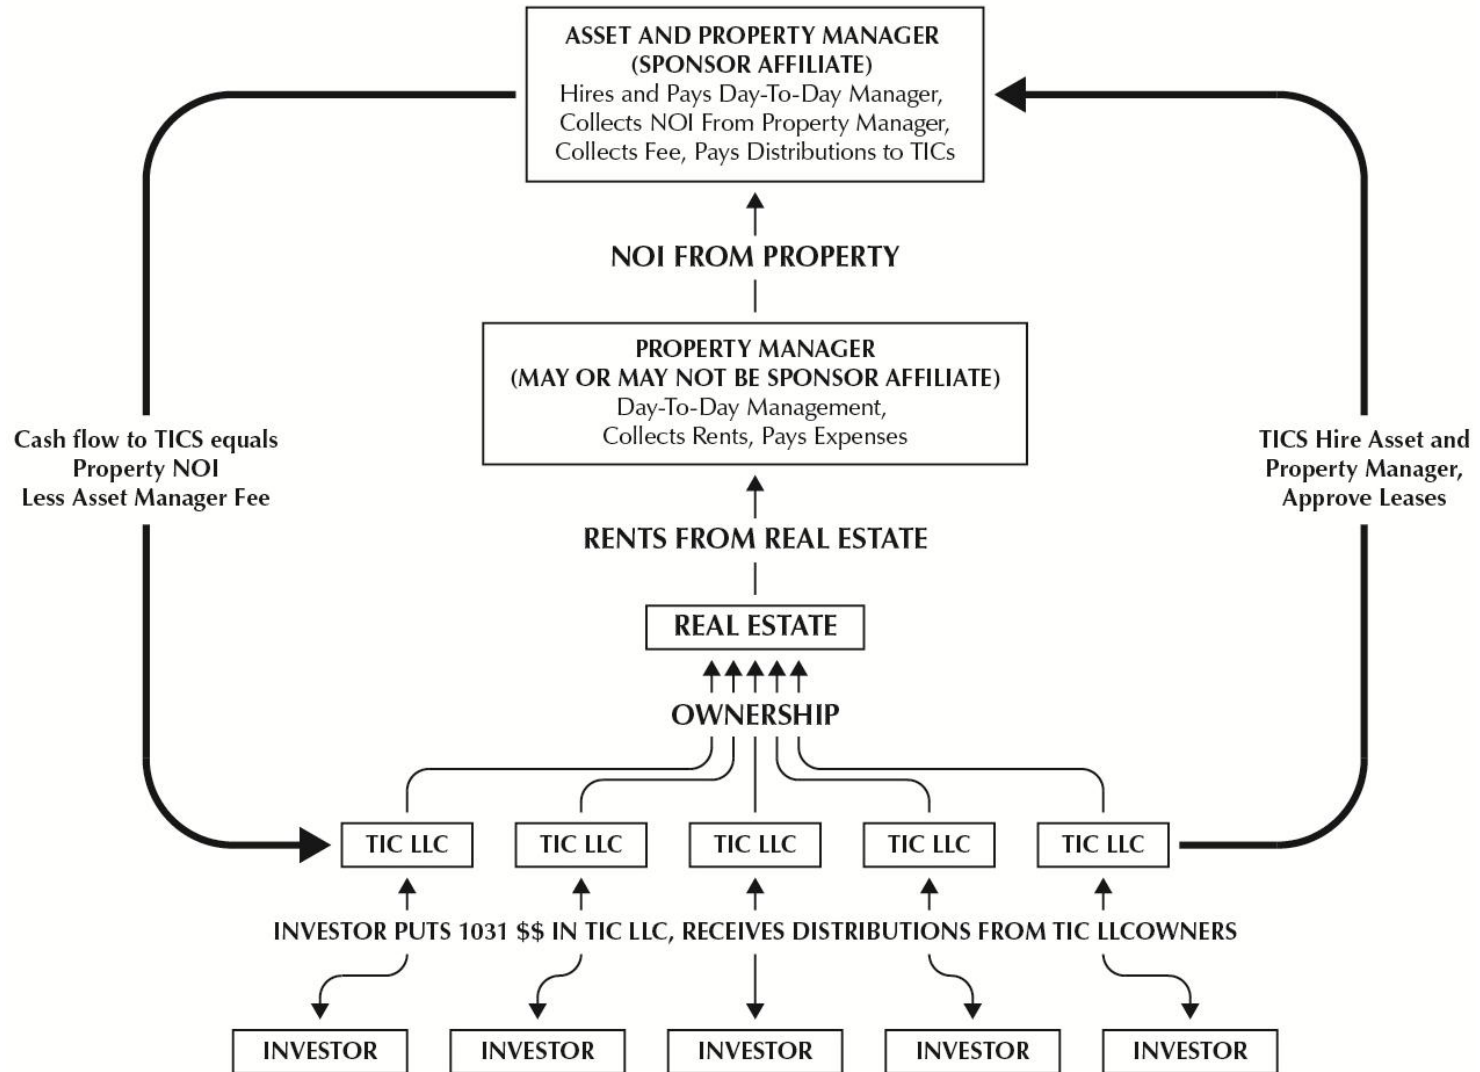 ASSET AND PROPERTY MANAGER
(SPONSOR AFFILIATE)
Hires and Pays Day-To-Day Manager,
Collects NOI From Property Manager,
Collects Fee, Pays Distributions to TICs
NOI FROM PROPERTY
PROPERTY MANAGER
(MAY OR MAY NOT BE SPONSOR AFFILIATE)
Day-To-Day Management,
Collects Rents, Pays Expenses
Cash flow to TICS equals
Property NOI
Less Asset Manager Fee
TICS Hire Asset and
Property Manager,
Approve Leases
RENTS FROM REAL ESTATE
REAL ESTATE
OWNERSHIP
TIC LLC
TIC LLC
TIC LLC
TIC LLC
TIC LLC
INVESTOR PUTS 1031 $$ IN TIC LLC, RECEIVES DISTRIBUTIONS FROM TIC LLCOWNERS
INVESTOR
INVESTOR
INVESTOR
INVESTOR
INVESTOR